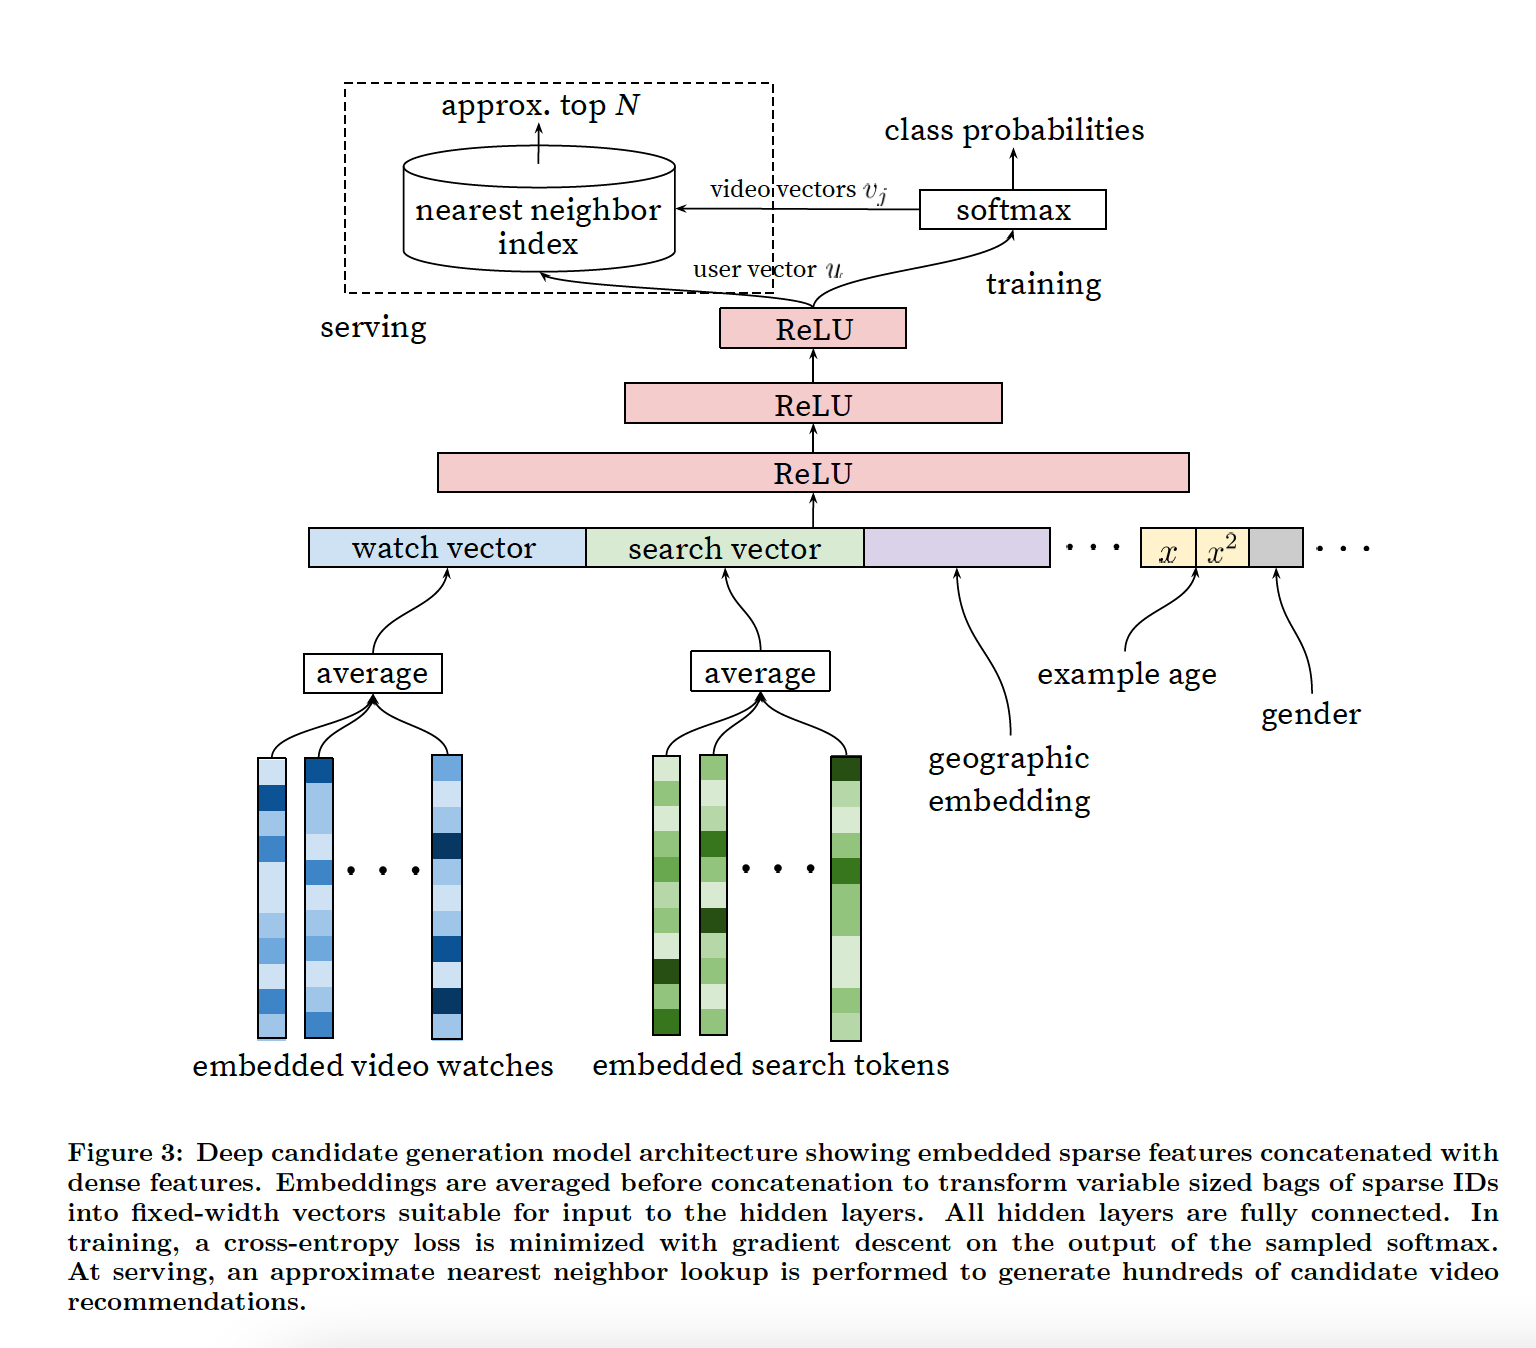 approx. top N
class probabilities
video vectors v_j
softmax
nearest neighbor
index
user vector u
training
serving
ReLU
ReLU
ReLU
watch vector
search vector
. . .
x
x²
. . .
average
average
example age
gender
geographic
embedding
. . .
. . .
embedded video watches
embedded search tokens
Figure 3: Deep candidate generation model architecture showing embedded sparse features concatenated with
dense features. Embeddings are averaged before concatenation to transform variable sized bags of sparse IDs
into fixed-width vectors suitable for input to the hidden layers. All hidden layers are fully connected. In
training, a cross-entropy loss is minimized with gradient descent on the output of the sampled softmax.
At serving, an approximate nearest neighbor lookup is performed to generate hundreds of candidate video
recommendations.